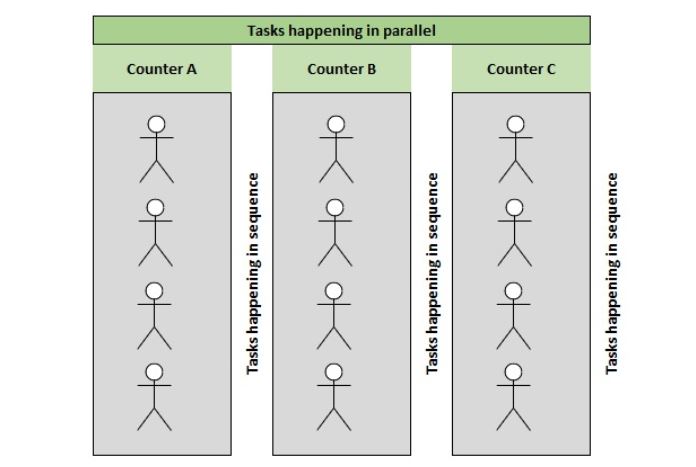 Tasks happening in parallel
Counter A
Counter B
Counter C
Tasks happening in sequence
Tasks happening in sequence
Tasks happening in sequence